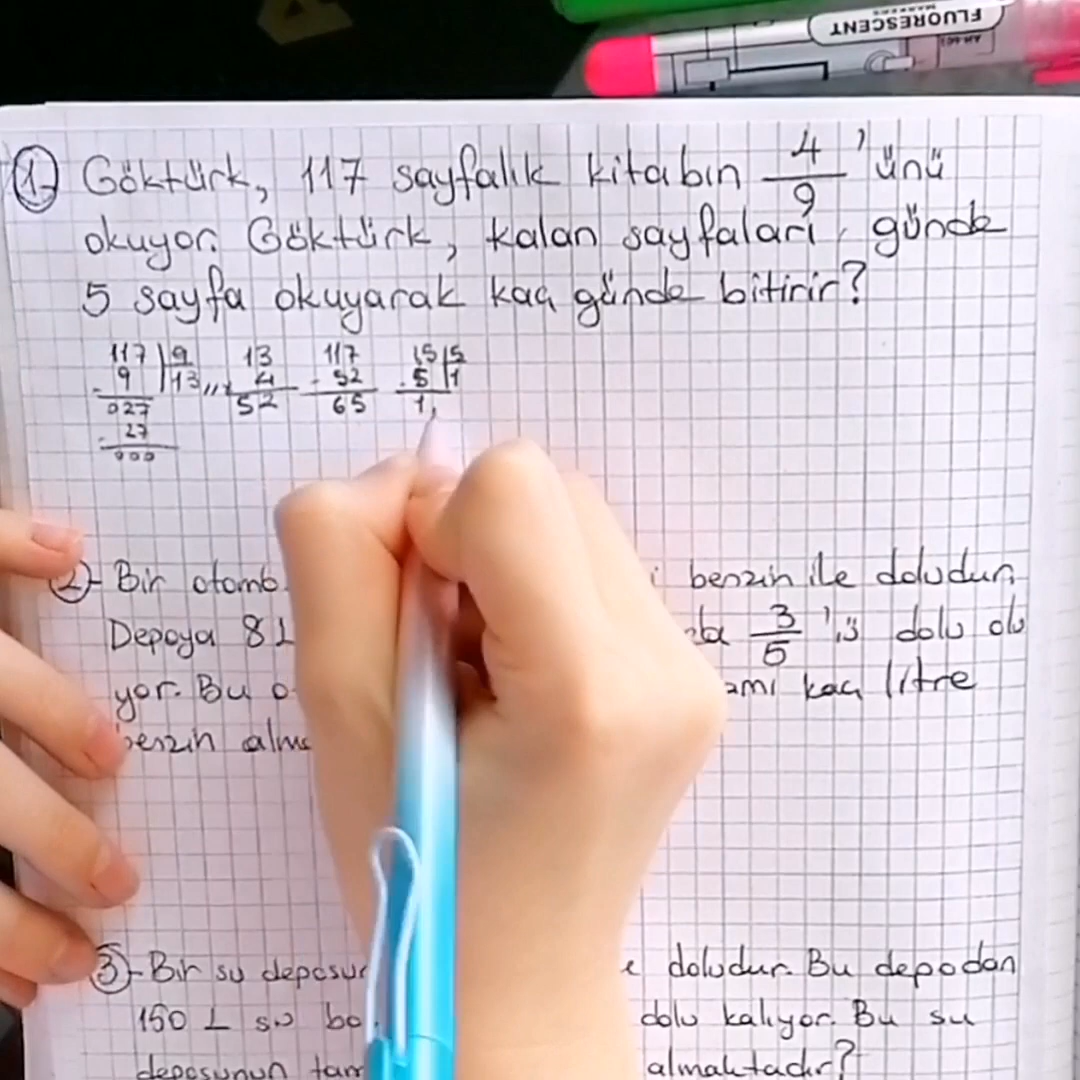 FLUORESCENT
MARKERS
1 Göktürk, 117 sayfalık kitabın 4/9 'ünü
okuyor. Göktürk, kalan sayfaları, günde
5 sayfa okuyarak kaç günde bitirir?
117 9 13 117 15 5
- 9 13,, x 4 - 52 - 5 1
027 52 65 1
- 27
000
2- Bir otomb benzin ile doludur.
Depoya 8 L 3/5 'ü dolu olu
yor. Bu kaç litre
benzin
3- Bir su doludur. Bu depodan
150 L su dolu kalıyor. Bu su
deposunun almaktadır?